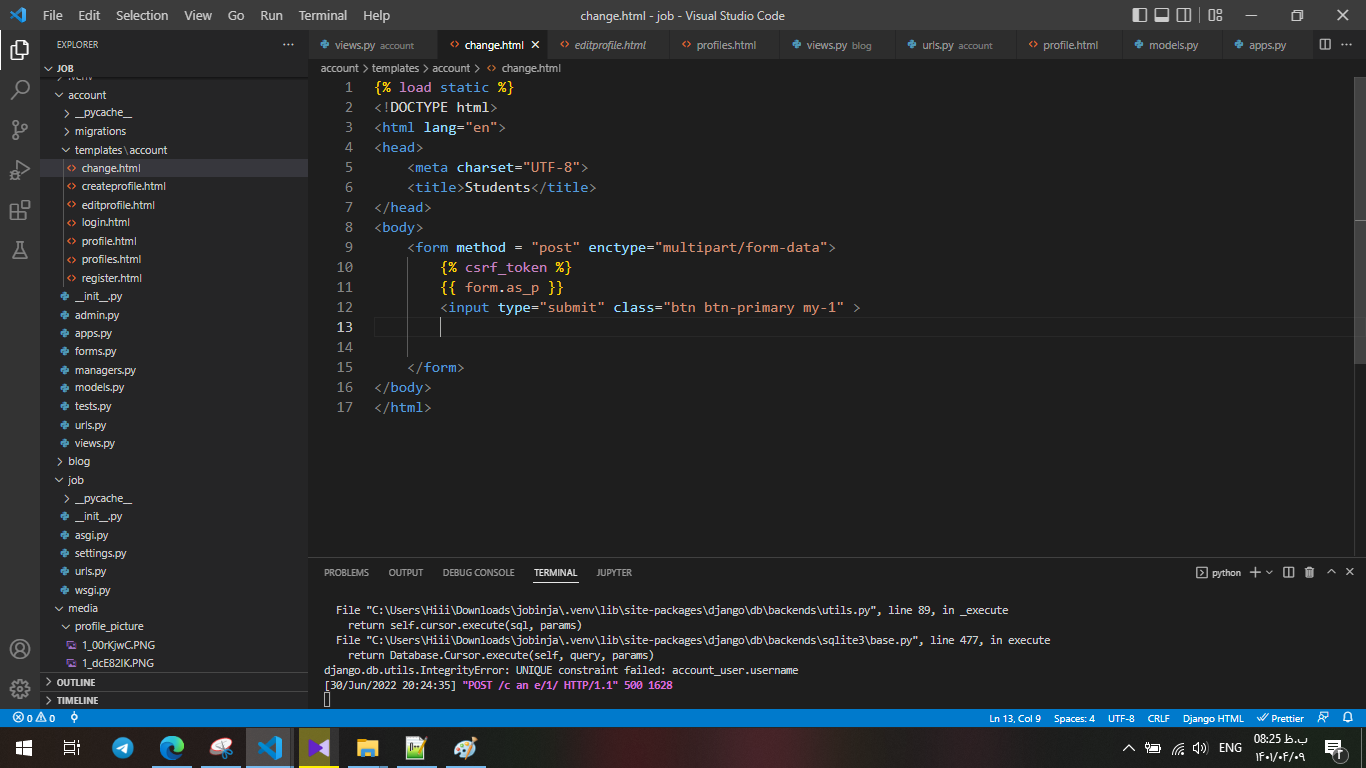 File Edit Selection View Go Run Terminal Help change.html - job - Visual Studio Code
EXPLORER
views.py account change.html editprofile.html profiles.html views.py blog urls.py account profile.html models.py apps.py
JOB
account > templates > account > change.html
.venv
account
__pycache__
migrations
templates\account
change.html
createprofile.html
editprofile.html
login.html
profile.html
profiles.html
register.html
__init__.py
admin.py
apps.py
forms.py
managers.py
models.py
tests.py
urls.py
views.py
blog
job
__pycache__
__init__.py
asgi.py
settings.py
urls.py
wsgi.py
media
profile_picture
1_00rKjwC.PNG
1_dcE82IK.PNG
OUTLINE
TIMELINE
1 {% load static %}
2 <!DOCTYPE html>
3 <html lang="en">
4 <head>
5 <meta charset="UTF-8">
6 <title>Students</title>
7 </head>
8 <body>
9 <form method = "post" enctype="multipart/form-data">
10 {% csrf_token %}
11 {{ form.as_p }}
12 <input type="submit" class="btn btn-primary my-1" >
13
14
15 </form>
16 </body>
17 </html>
PROBLEMS OUTPUT DEBUG CONSOLE TERMINAL JUPYTER python
File "C:\Users\Hiii\Downloads\jobinja\.venv\lib\site-packages\django\db\backends\utils.py", line 89, in _execute
return self.cursor.execute(sql, params)
File "C:\Users\Hiii\Downloads\jobinja\.venv\lib\site-packages\django\db\backends\sqlite3\base.py", line 477, in execute
return Database.Cursor.execute(self, query, params)
django.db.utils.IntegrityError: UNIQUE constraint failed: account_user.username
[30/Jun/2022 20:24:35] "POST /c an e/1/ HTTP/1.1" 500 1628
0 0 Ln 13, Col 9 Spaces: 4 UTF-8 CRLF Django HTML Prettier
ENG 08:25 ب.ظ
۱۴۰۱/۰۴/۰۹